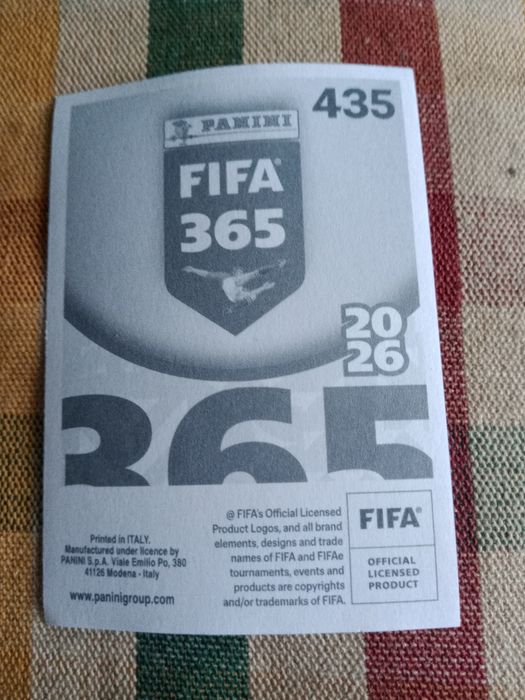 435
PANINI
FIFA
365
20
26
365
@ FIFA's Official Licensed
Product Logos, and all brand
elements, designs and trade
names of FIFA and FIFAe
tournaments, events and
products are copyrights
and/or trademarks of FIFA.
Printed in ITALY.
Manufactured under licence by
PANINI S.p.A. Viale Emilio Po, 380
41126 Modena - Italy
www.paninigroup.com
FIFA®
OFFICIAL
LICENSED
PRODUCT